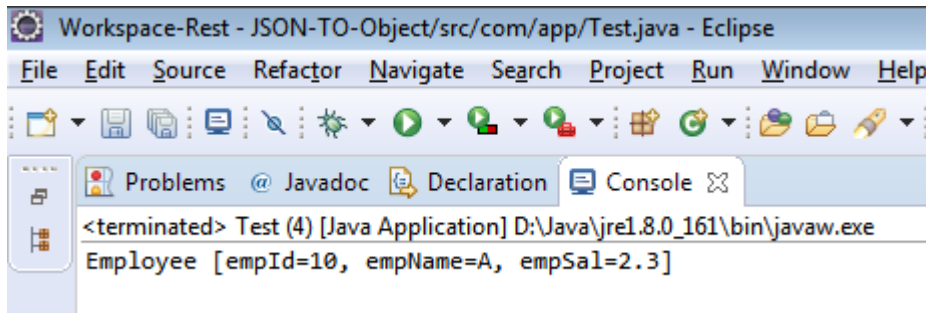 Workspace-Rest - JSON-TO-Object/src/com/app/Test.java - Eclipse
File Edit Source Refactor Navigate Search Project Run Window Help
Problems @ Javadoc Declaration Console
<terminated> Test (4) [Java Application] D:\Java\jre1.8.0_161\bin\javaw.exe
Employee [empId=10, empName=A, empSal=2.3]